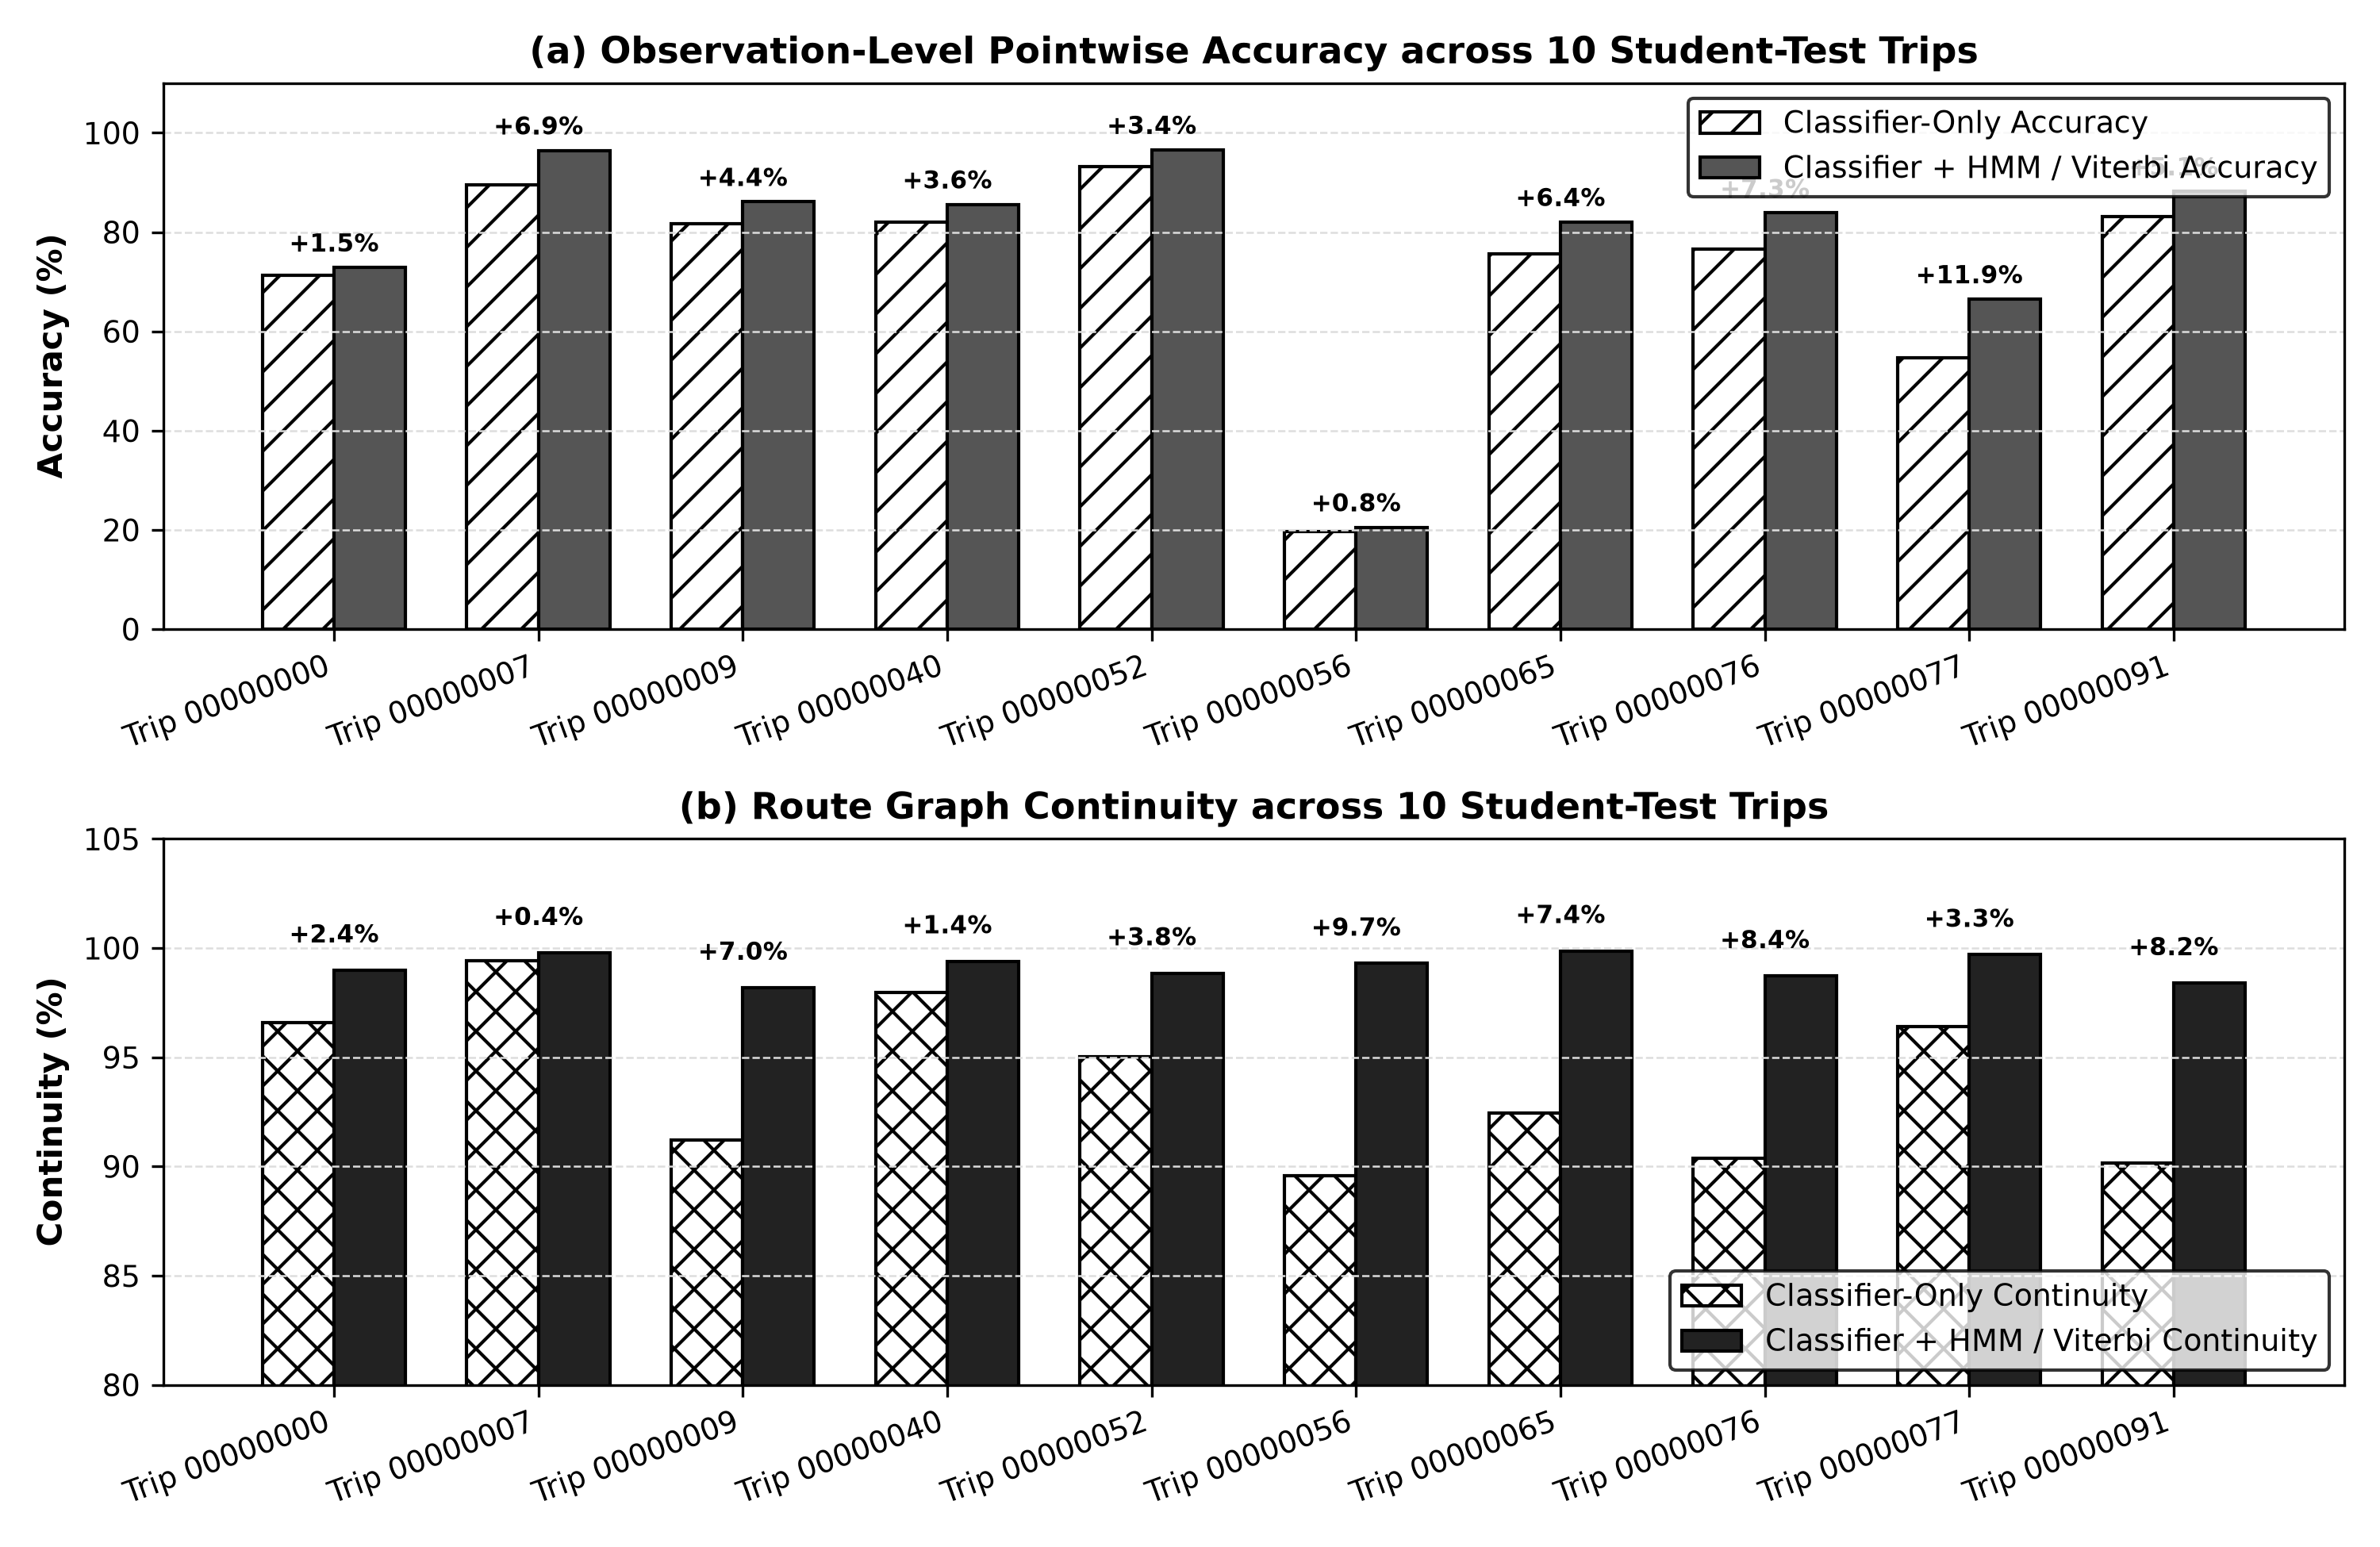 (a) Observation-Level Pointwise Accuracy across 10 Student-Test Trips
Accuracy (%)
100
80
60
40
20
0
Classifier-Only Accuracy
Classifier + HMM / Viterbi Accuracy
+1.5%
+6.9%
+4.4%
+3.6%
+3.4%
+0.8%
+6.4%
+7.3%
+11.9%
Trip 00000000
Trip 00000007
Trip 00000009
Trip 00000040
Trip 00000052
Trip 00000056
Trip 00000065
Trip 00000076
Trip 00000077
Trip 00000091
(b) Route Graph Continuity across 10 Student-Test Trips
Continuity (%)
105
100
95
90
85
80
+2.4%
+0.4%
+7.0%
+1.4%
+3.8%
+9.7%
+7.4%
+8.4%
+3.3%
+8.2%
Classifier-Only Continuity
Classifier + HMM / Viterbi Continuity
Trip 00000000
Trip 00000007
Trip 00000009
Trip 00000040
Trip 00000052
Trip 00000056
Trip 00000065
Trip 00000076
Trip 00000077
Trip 00000091